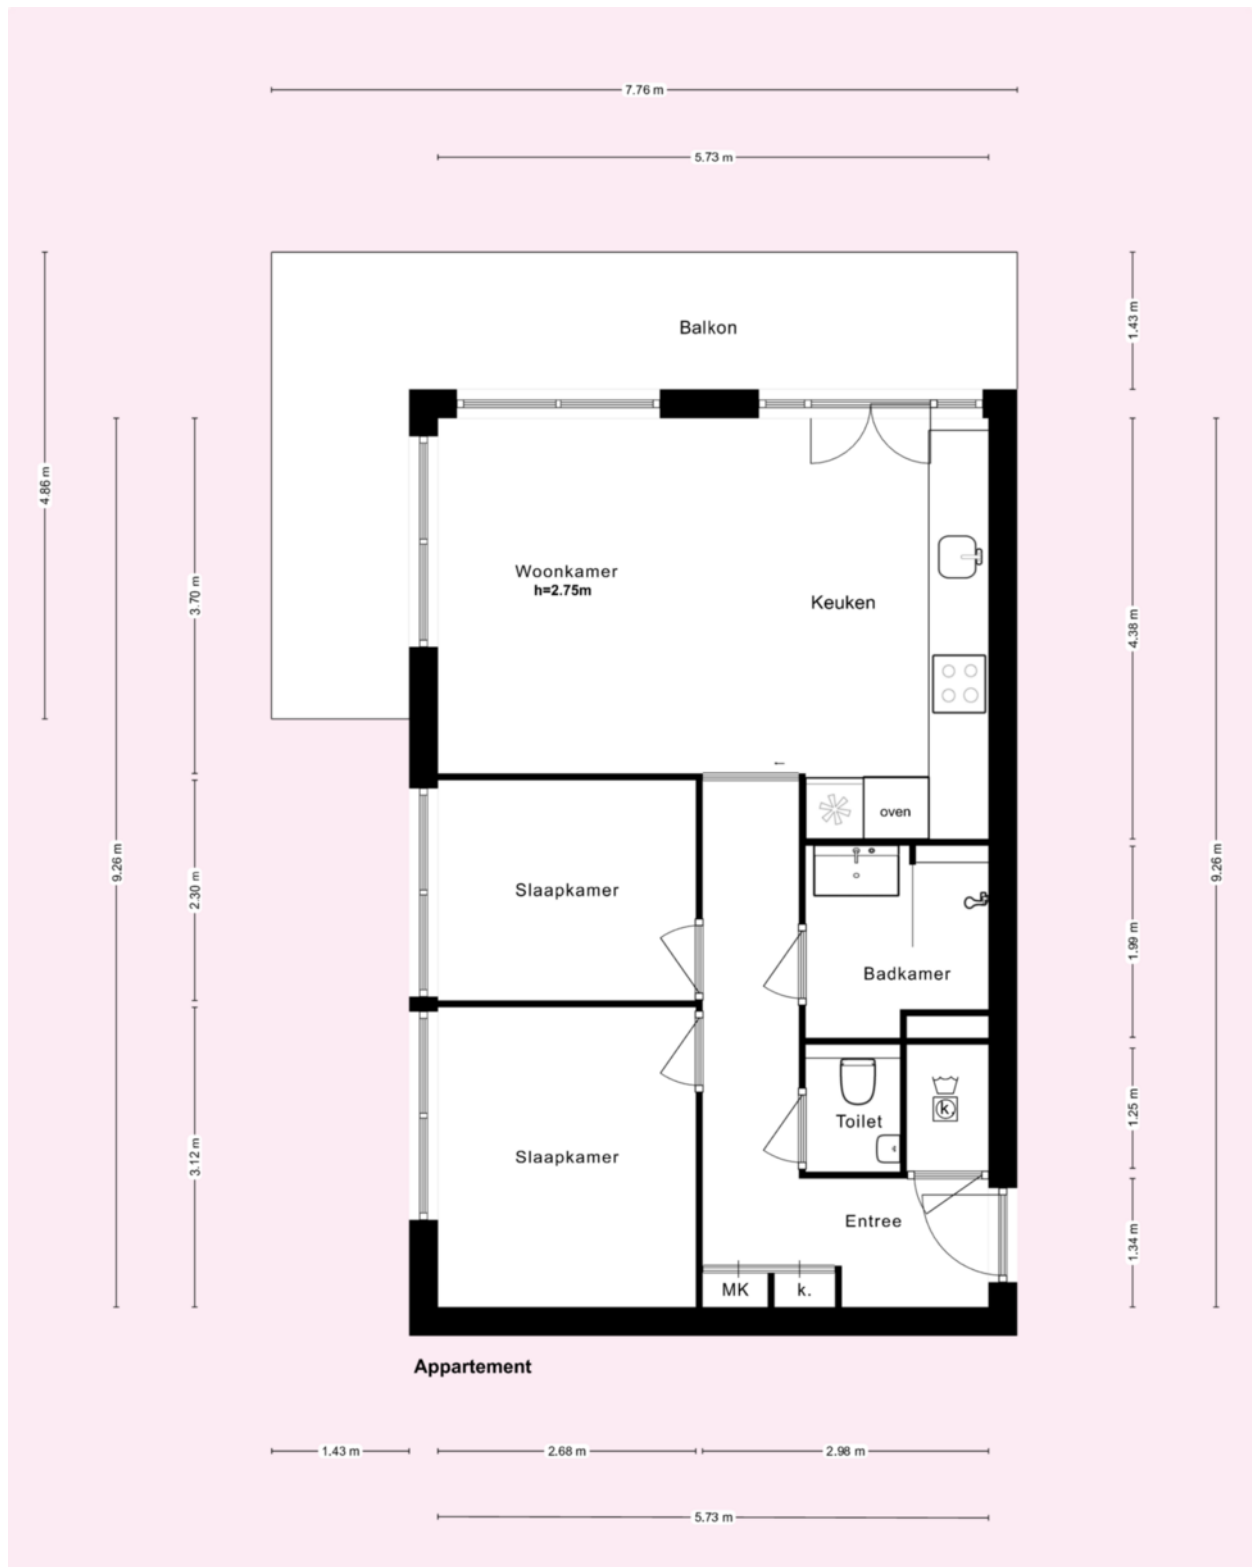 7.76 m
5.73 m
Balkon
1.43 m
4.86 m
3.70 m
Woonkamer
h=2.75m
Keuken
4.38 m
oven
9.26 m
2.30 m
Slaapkamer
9.26 m
1.99 m
Badkamer
k.
Toilet
1.25 m
3.12 m
Slaapkamer
Entree
1.34 m
MK
k.
Appartement
1.43 m
2.68 m
2.98 m
5.73 m